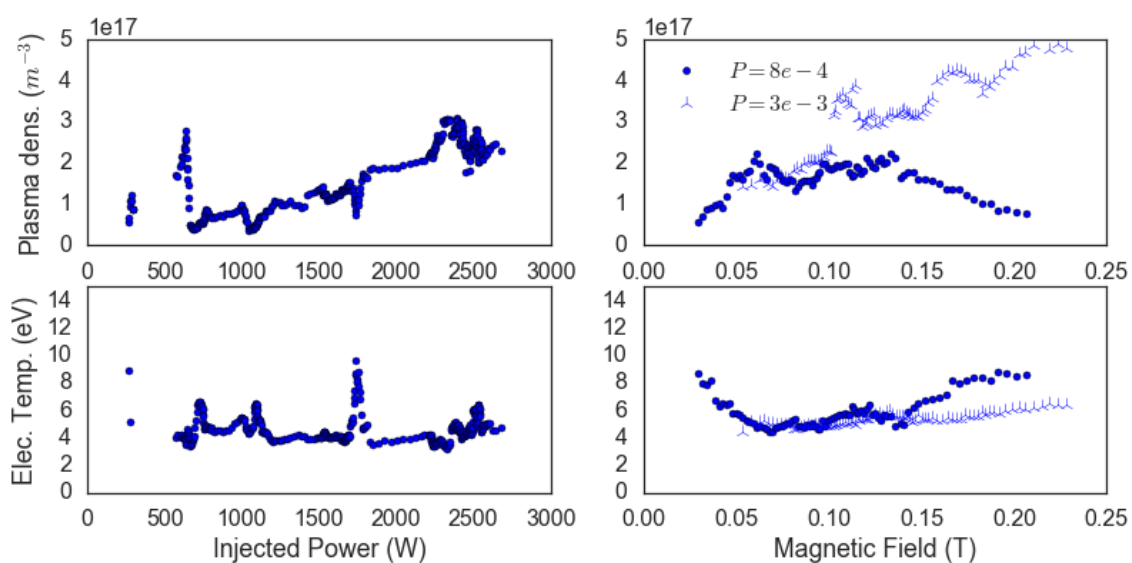 1e17
5
4
3
2
1
0
Plasma dens. (m⁻³)
0 500 1000 1500 2000 2500 3000
1e17
5
4
3
2
1
0
P = 8e − 4
P = 3e − 3
0.00 0.05 0.10 0.15 0.20 0.25
14
12
10
8
6
4
2
0
Elec. Temp. (eV)
0 500 1000 1500 2000 2500 3000
Injected Power (W)
14
12
10
8
6
4
2
0
0.00 0.05 0.10 0.15 0.20 0.25
Magnetic Field (T)